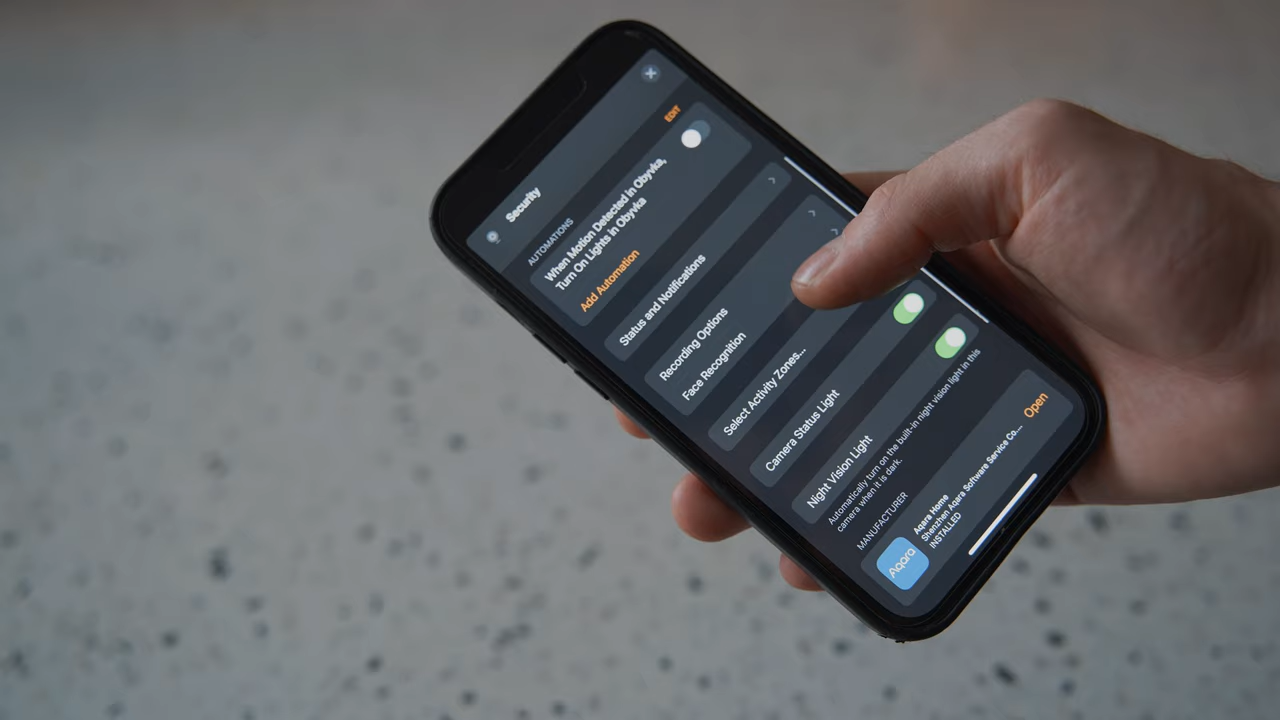 Security
AUTOMATIONS
EDIT
When Motion Detected in Obyvka,
Turn On Lights in Obyvka
Add Automation
Status and Notifications
Recording Options
Face Recognition
Select Activity Zones...
Camera Status Light
Night Vision Light
Automatically turn on the built-in night vision light in this
camera when it is dark.
MANUFACTURER
Aqara
Aqara Home
Shenzhen Aqara Software Service Co....
INSTALLED
Open